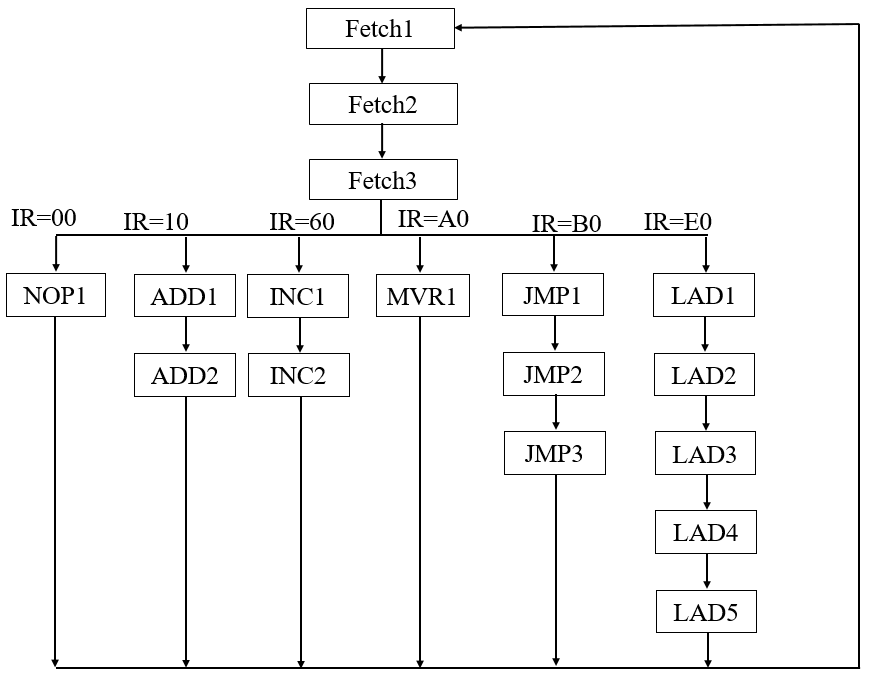 Fetch1
Fetch2
Fetch3
IR=00 IR=10 IR=60 IR=A0 IR=B0 IR=E0
NOP1 ADD1 INC1 MVR1 JMP1 LAD1
ADD2 INC2 JMP2 LAD2
JMP3 LAD3
LAD4
LAD5